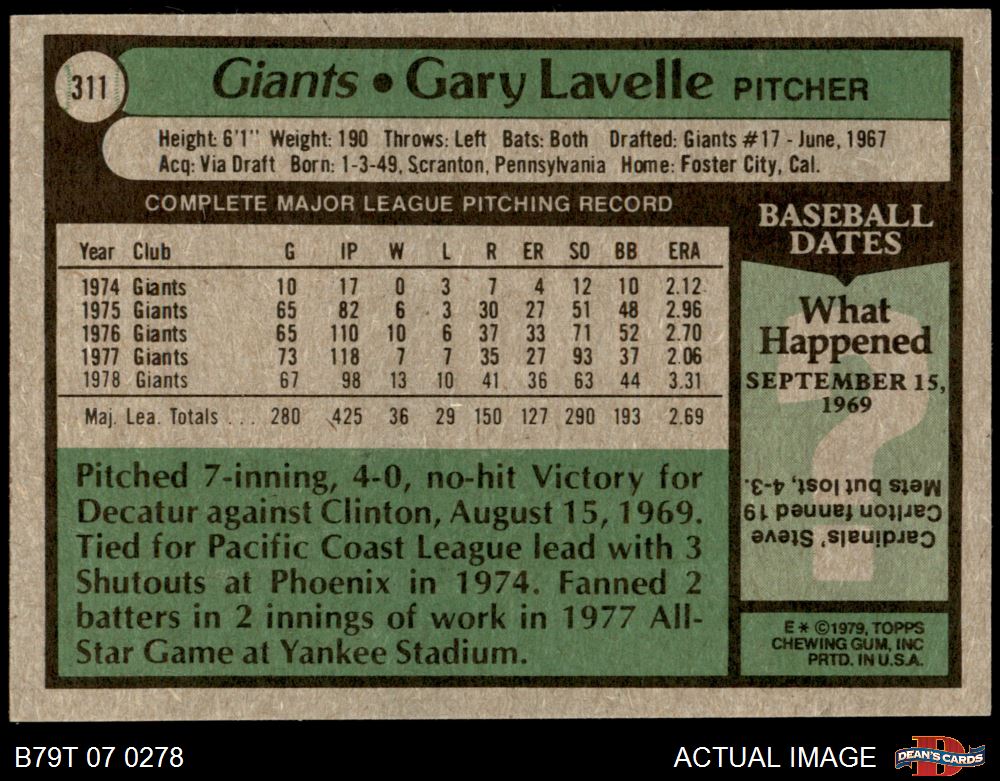 311
Giants • Gary Lavelle PITCHER
Height: 6'1" Weight: 190 Throws: Left Bats: Both Drafted: Giants #17 - June, 1967
Acq: Via Draft Born: 1-3-49, Scranton, Pennsylvania Home: Foster City, Cal.
COMPLETE MAJOR LEAGUE PITCHING RECORD
Year Club G IP W L R ER SO BB ERA
1974 Giants 10 17 0 3 7 4 12 10 2.12
1975 Giants 65 82 6 3 30 27 51 48 2.96
1976 Giants 65 110 10 6 37 33 71 52 2.70
1977 Giants 73 118 7 7 35 27 93 37 2.06
1978 Giants 67 98 13 10 41 36 63 44 3.31
Maj. Lea. Totals . . . 280 425 36 29 150 127 290 193 2.69
Pitched 7-inning, 4-0, no-hit Victory for
Decatur against Clinton, August 15, 1969.
Tied for Pacific Coast League lead with 3
Shutouts at Phoenix in 1974. Fanned 2
batters in 2 innings of work in 1977 All-
Star Game at Yankee Stadium.
BASEBALL
DATES
What
Happened
SEPTEMBER 15,
1969
?
Cardinals' Steve
Carlton fanned 19
Mets but lost, 4-3.
E * ©1979, TOPPS
CHEWING GUM, INC
PRTD. IN U.S.A.
B79T 07 0278
ACTUAL IMAGE
D
DEAN'S CARDS